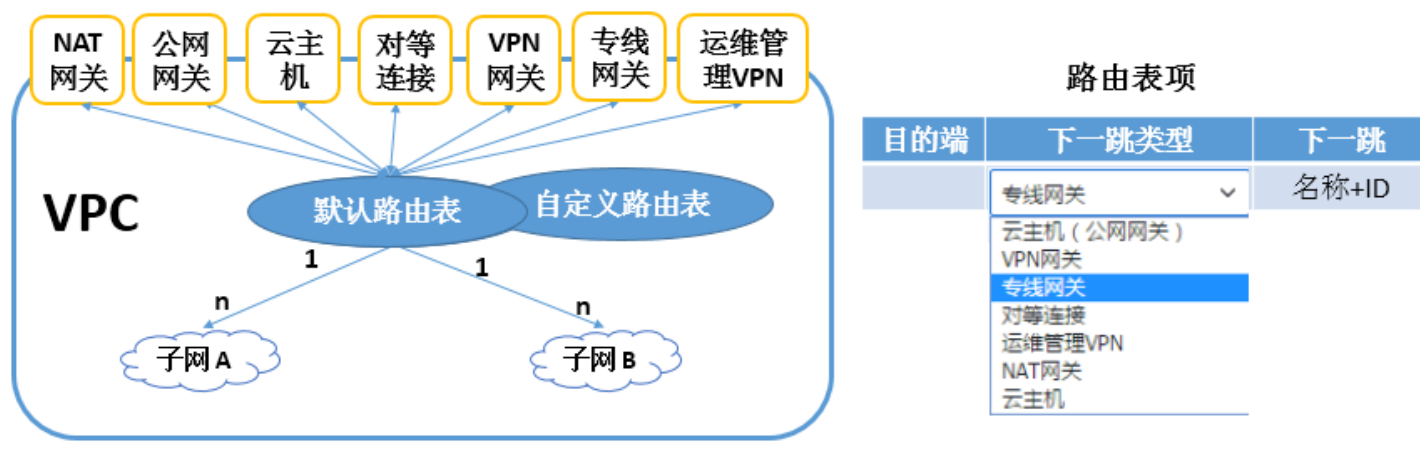 NAT
网关
公网
网关
云主
机
对等
连接
VPN
网关
专线
网关
运维管
理VPN
VPC
默认路由表
自定义路由表
1
1
n
n
子网 A
子网 B
路由表项
目的端 下一跳类型 下一跳
专线网关 名称+ID
云主机（公网网关）
VPN网关
专线网关
对等连接
运维管理VPN
NAT网关
云主机